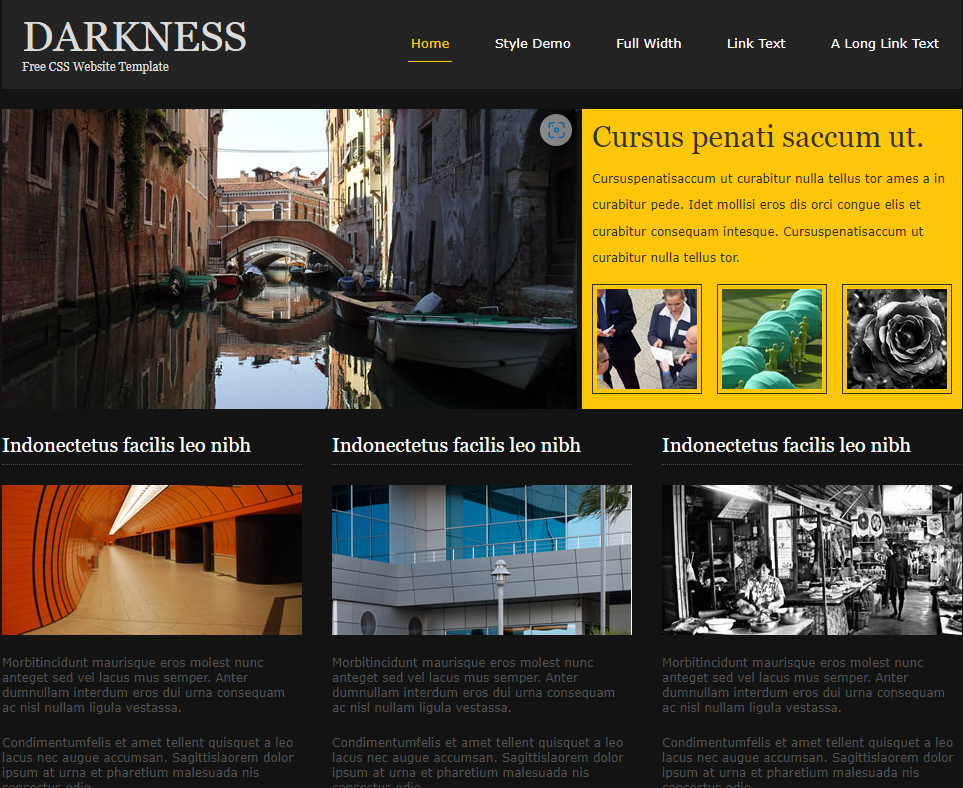 DARKNESS
Free CSS Website Template
Home
Style Demo
Full Width
Link Text
A Long Link Text
Cursus penati saccum ut.
Cursuspenatisaccum ut curabitur nulla tellus tor ames a in
curabitur pede. Idet mollisi eros dis orci congue elis et
curabitur consequam intesque. Cursuspenatisaccum ut
curabitur nulla tellus tor.
Indonectetus facilis leo nibh
Morbitincidunt maurisque eros molest nunc
anteget sed vel lacus mus semper. Anter
dumnullam interdum eros dui urna consequam
ac nisl nullam ligula vestassa.
Condimentumfelis et amet tellent quisquet a leo
lacus nec augue accumsan. Sagittislaorem dolor
ipsum at urna et pharetium malesuada nis
consectus odio
Indonectetus facilis leo nibh
Morbitincidunt maurisque eros molest nunc
anteget sed vel lacus mus semper. Anter
dumnullam interdum eros dui urna consequam
ac nisl nullam ligula vestassa.
Condimentumfelis et amet tellent quisquet a leo
lacus nec augue accumsan. Sagittislaorem dolor
ipsum at urna et pharetium malesuada nis
consectus odio
Indonectetus facilis leo nibh
Morbitincidunt maurisque eros molest nunc
anteget sed vel lacus mus semper. Anter
dumnullam interdum eros dui urna consequam
ac nisl nullam ligula vestassa.
Condimentumfelis et amet tellent quisquet a leo
lacus nec augue accumsan. Sagittislaorem dolor
ipsum at urna et pharetium malesuada nis
consectus odio